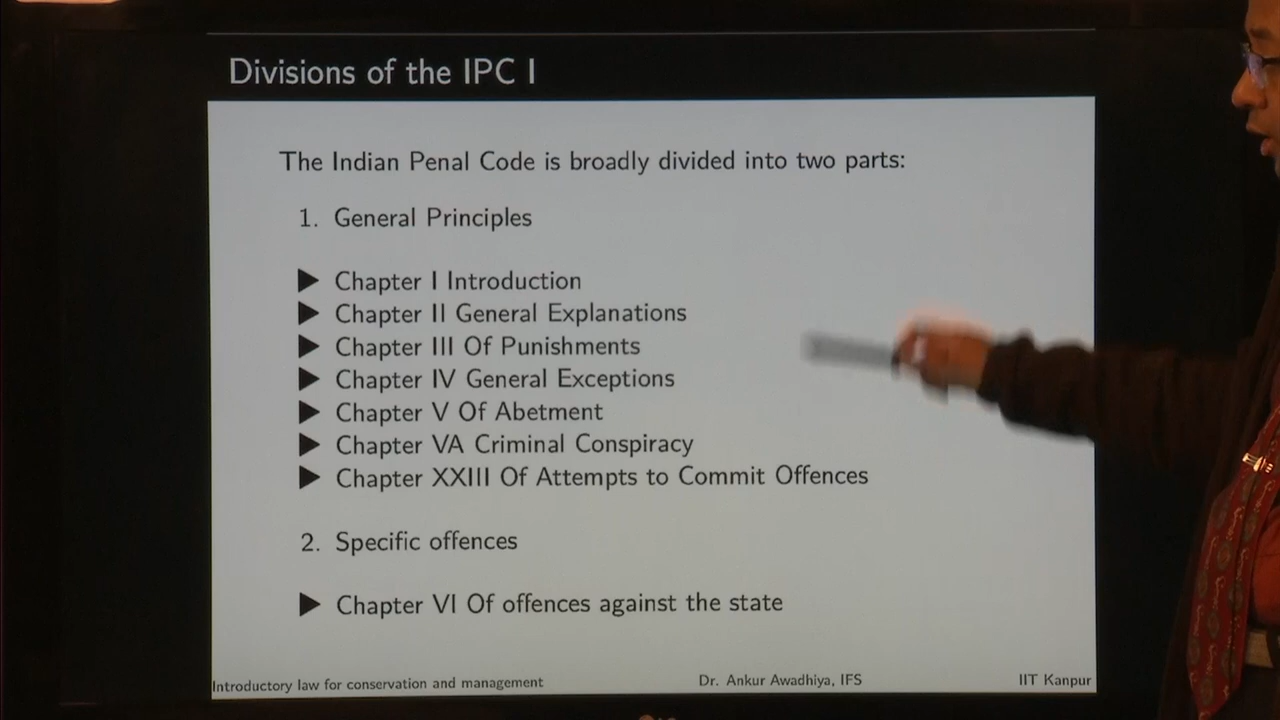 Divisions of the IPC I
The Indian Penal Code is broadly divided into two parts:
1. General Principles
▶ Chapter I Introduction
▶ Chapter II General Explanations
▶ Chapter III Of Punishments
▶ Chapter IV General Exceptions
▶ Chapter V Of Abetment
▶ Chapter VA Criminal Conspiracy
▶ Chapter XXIII Of Attempts to Commit Offences
2. Specific offences
▶ Chapter VI Of offences against the state
Introductory law for conservation and management Dr. Ankur Awadhiya, IFS IIT Kanpur